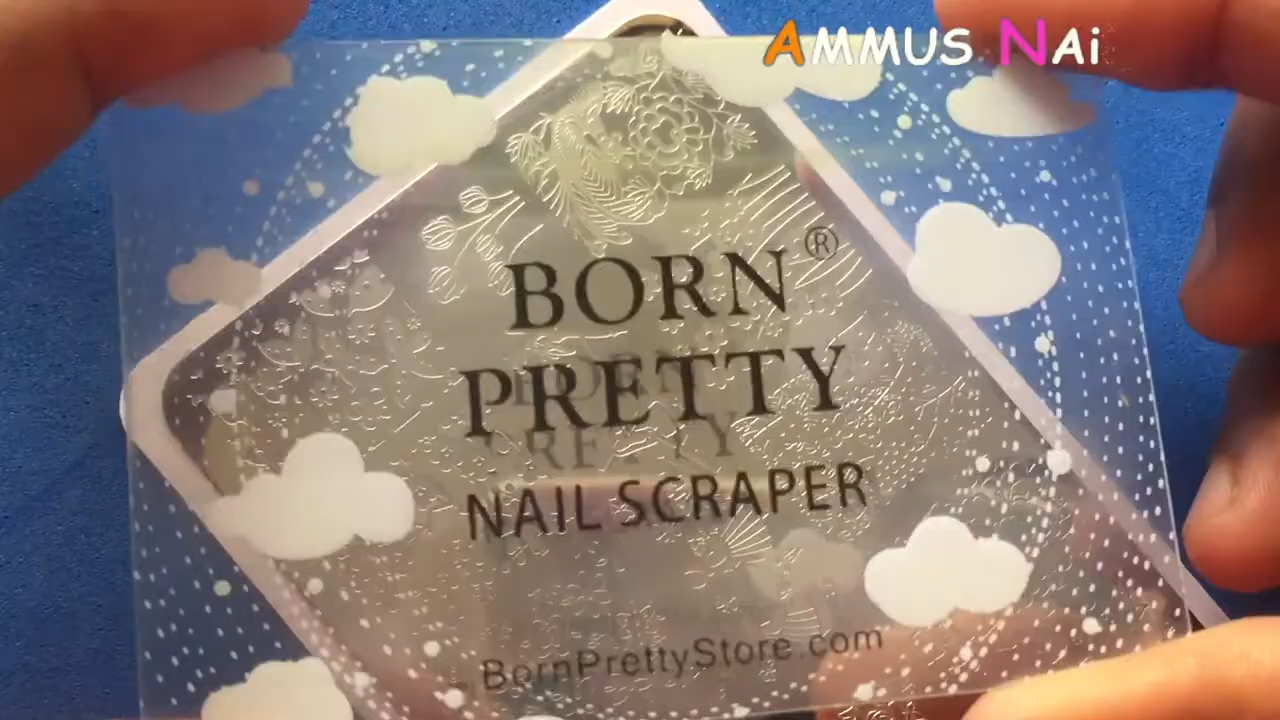 AMMUS NAi
BORN ®
PRETTY
NAIL SCRAPER
BornPrettyStore.com